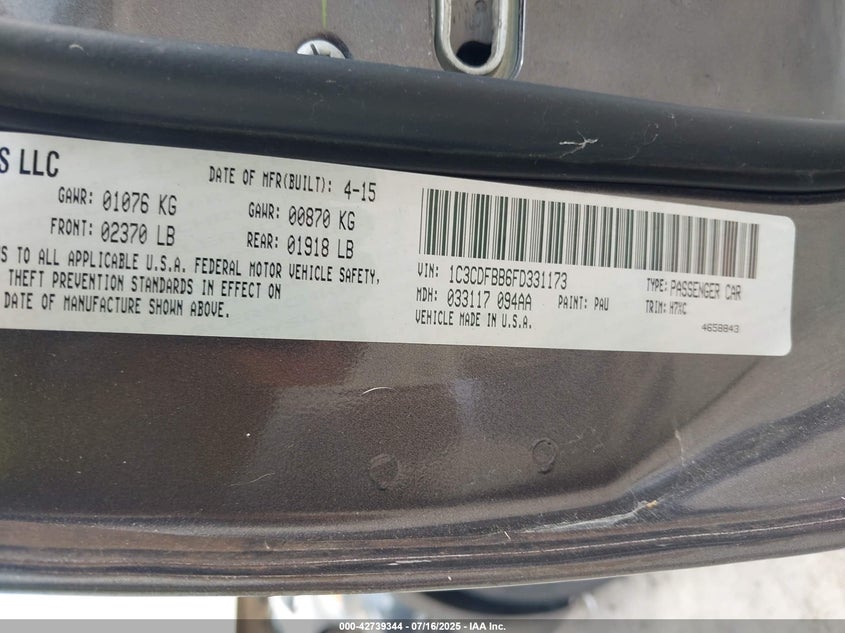 S LLC
DATE OF MFR(BUILT): 4-15
GAWR: 01076 KG GAWR: 00870 KG
FRONT: 02370 LB REAR: 01918 LB
NS TO ALL APPLICABLE U.S.A. FEDERAL MOTOR VEHICLE SAFETY,
THEFT PREVENTION STANDARDS IN EFFECT ON
DATE OF MANUFACTURE SHOWN ABOVE.
VIN: 1C3CDFBB6FD331173 TYPE: PASSENGER CAR
MDH: 033117 094AA PAINT: PAU TRIM:
VEHICLE MADE IN U.S.A. 4658843
000-42739344 | 07/16/2025 | IAA Inc.